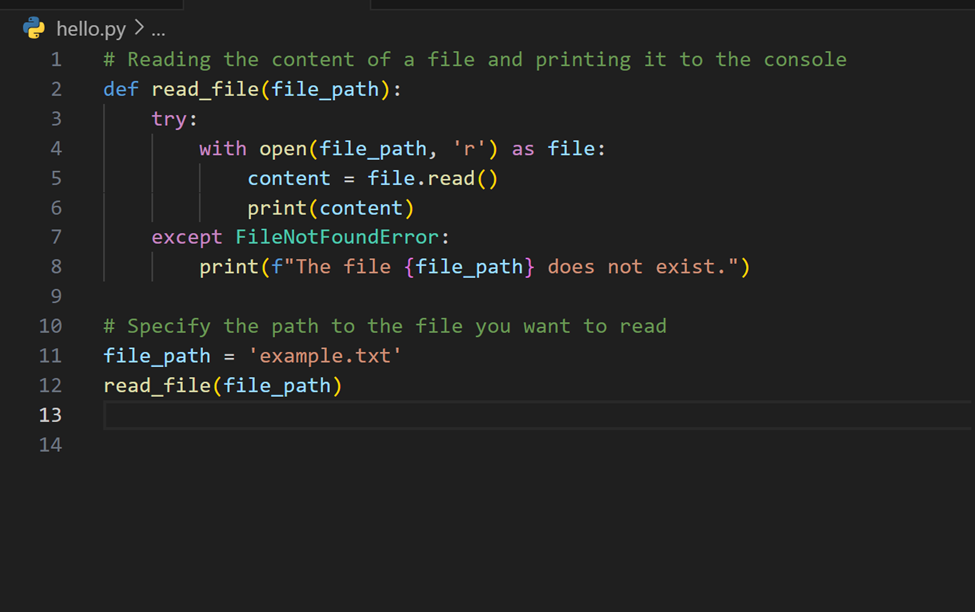 hello.py > ...
1 # Reading the content of a file and printing it to the console
2 def read_file(file_path):
3     try:
4         with open(file_path, 'r') as file:
5             content = file.read()
6             print(content)
7     except FileNotFoundError:
8         print(f"The file {file_path} does not exist.")
9
10 # Specify the path to the file you want to read
11 file_path = 'example.txt'
12 read_file(file_path)
13
14